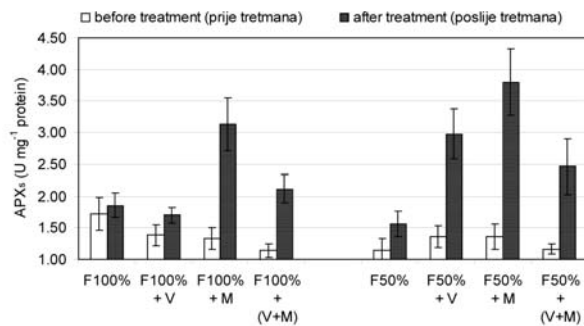 before treatment (prije tretmana) after treatment (poslije tretmana)
APXs (U mg⁻¹ protein)
4.50
4.00
3.50
3.00
2.50
2.00
1.50
1.00
F100% F100% F100% F100% F50% F50% F50% F50%
+ V + M + + V + M +
(V+M) (V+M)